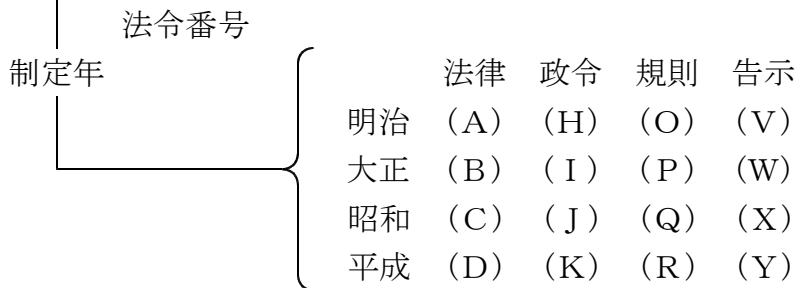 法令番号
制定年
法律 政令 規則 告示
明治 （A） （H） （O） （V）
大正 （B） （I） （P） （W）
昭和 （C） （J） （Q） （X）
平成 （D） （K） （R） （Y）